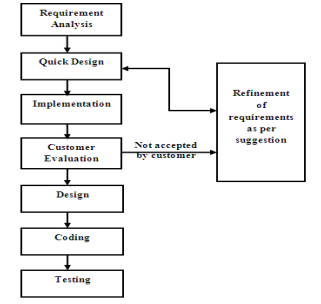 Requirement
Analysis
Quick Design
Implementation
Customer
Evaluation
Not accepted
by customer
Refinement
of
requirements
as per
suggestion
Design
Coding
Testing